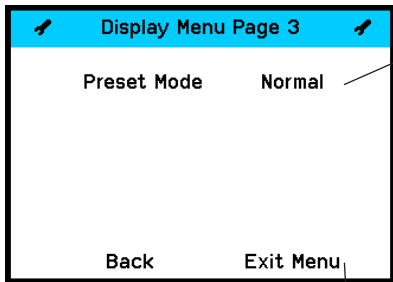 Display Menu Page 3
Preset Mode Normal
Back Exit Menu